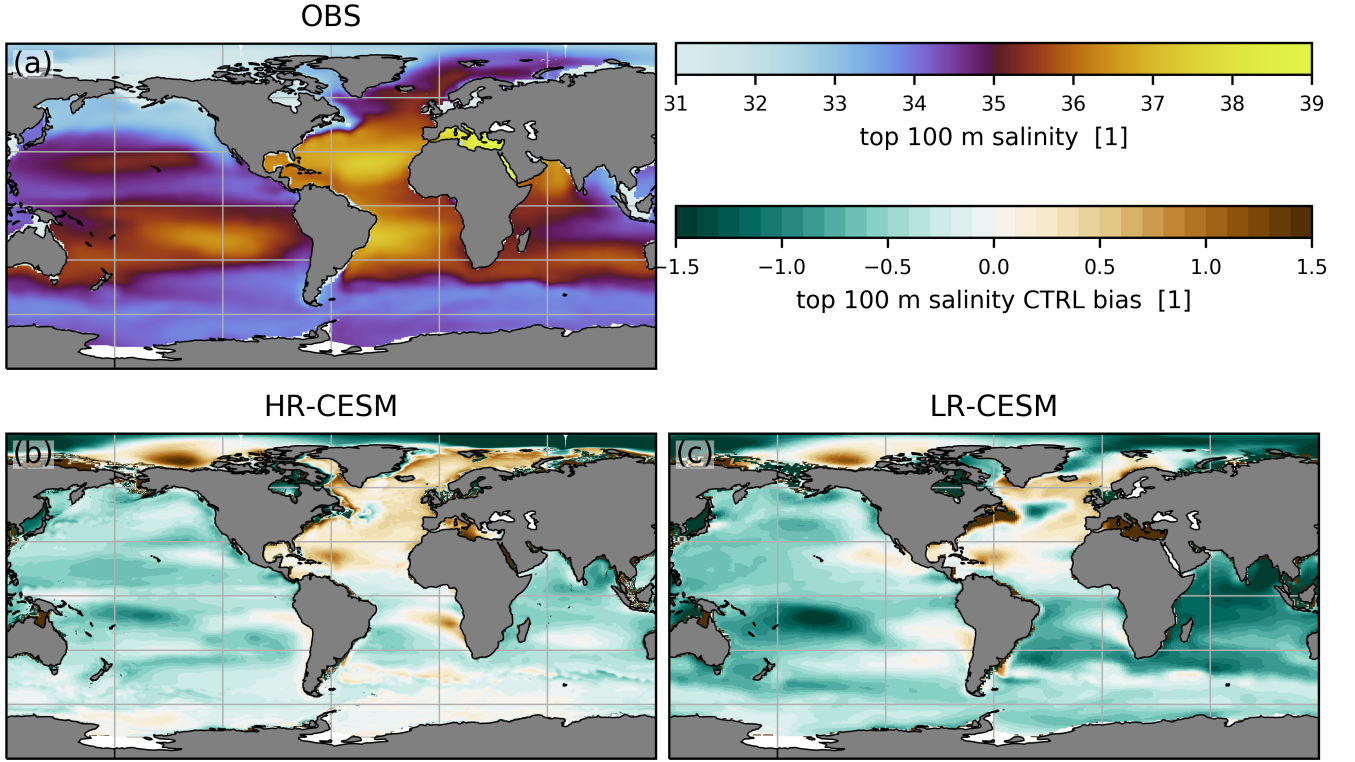 OBS
(a)
31 32 33 34 35 36 37 38 39
top 100 m salinity [1]
−1.5 −1.0 −0.5 0.0 0.5 1.0 1.5
top 100 m salinity CTRL bias [1]
HR-CESM
LR-CESM
(b)
(c)